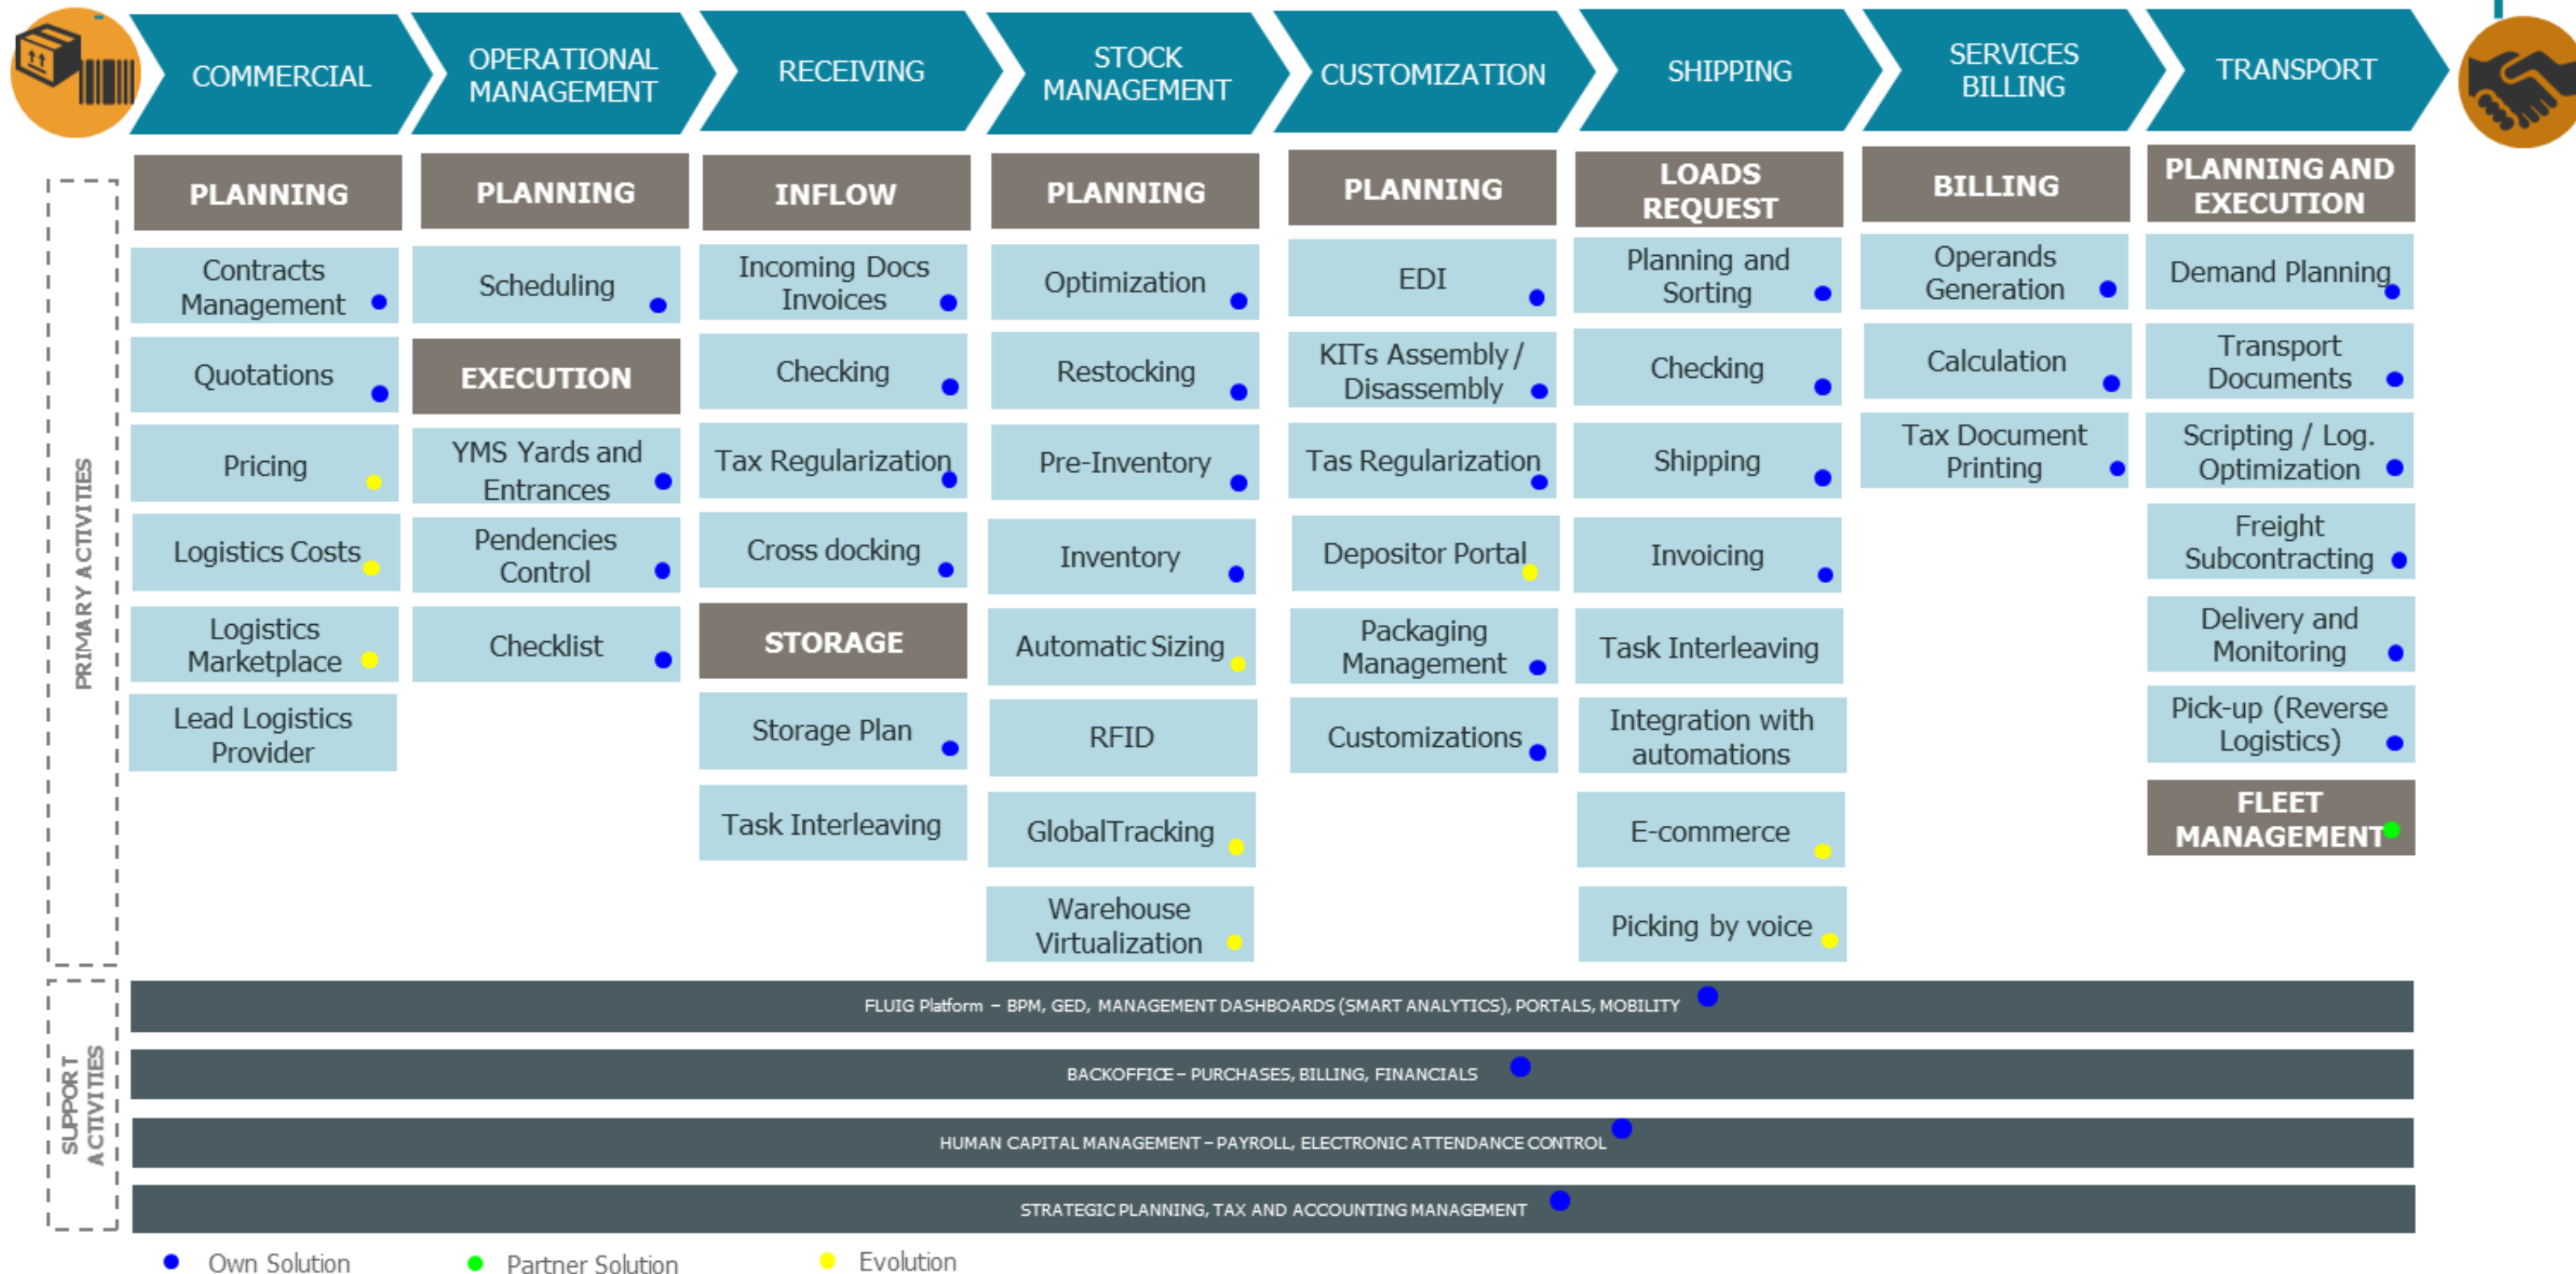 COMMERCIAL
OPERATIONAL
MANAGEMENT
RECEIVING
STOCK
MANAGEMENT
CUSTOMIZATION
SHIPPING
SERVICES
BILLING
TRANSPORT
PRIMARY ACTIVITIES
PLANNING
Contracts
Management
Quotations
Pricing
Logistics Costs
Logistics
Marketplace
Lead Logistics
Provider
PLANNING
Scheduling
EXECUTION
YMS Yards and
Entrances
Pendencies
Control
Checklist
INFLOW
Incoming Docs
Invoices
Checking
Tax Regularization
Cross docking
STORAGE
Storage Plan
Task Interleaving
PLANNING
Optimization
Restocking
Pre-Inventory
Inventory
Automatic Sizing
RFID
GlobalTracking
Warehouse
Virtualization
PLANNING
EDI
KITs Assembly /
Disassembly
Tas Regularization
Depositor Portal
Packaging
Management
Customizations
LOADS
REQUEST
Planning and
Sorting
Checking
Shipping
Invoicing
Task Interleaving
Integration with
automations
E-commerce
Picking by voice
BILLING
Operands
Generation
Calculation
Tax Document
Printing
PLANNING AND
EXECUTION
Demand Planning
Transport
Documents
Scripting / Log.
Optimization
Freight
Subcontracting
Delivery and
Monitoring
Pick-up (Reverse
Logistics)
FLEET
MANAGEMENT
SUPPORT
ACTIVITIES
FLUIG Platform – BPM, GED, MANAGEMENT DASHBOARDS (SMART ANALYTICS), PORTALS, MOBILITY
BACKOFFICE – PURCHASES, BILLING, FINANCIALS
HUMAN CAPITAL MANAGEMENT – PAYROLL, ELECTRONIC ATTENDANCE CONTROL
STRATEGIC PLANNING, TAX AND ACCOUNTING MANAGEMENT
Own Solution
Partner Solution
Evolution